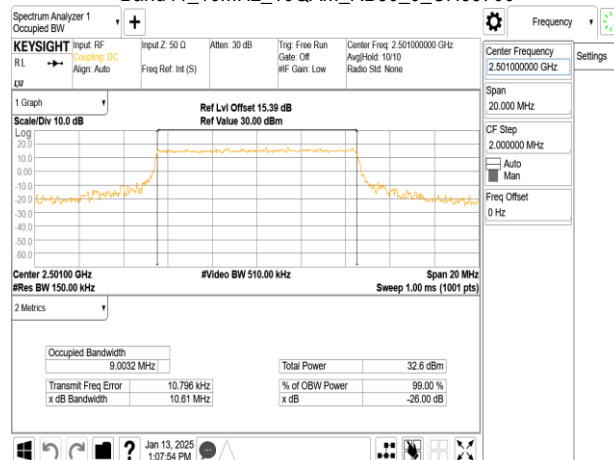 Spectrum Analyzer 1
Occupied BW
Frequency
Settings
KEYSIGHT
RL
Input: RF
Coupling: DC
Align: Auto
Input Z: 50 Ω
Freq Ref: Int (S)
Atten: 30 dB
Trig: Free Run
Gate: Off
#IF Gain: Low
Center Freq: 2.501000000 GHz
Avg|Hold: 10/10
Radio Std: None
Center Frequency
2.501000000 GHz
Span
20.000 MHz
CF Step
2.000000 MHz
Auto
Man
Freq Offset
0 Hz
1 Graph
Scale/Div 10.0 dB
Ref Lvl Offset 15.39 dB
Ref Value 30.00 dBm
Log
20.0
10.0
0.00
-10.0
-20.0
-30.0
-40.0
-50.0
-60.0
Center 2.50100 GHz
#Res BW 150.00 kHz
#Video BW 510.00 kHz
Span 20 MHz
Sweep 1.00 ms (1001 pts)
2 Metrics
Occupied Bandwidth
9.0032 MHz
Transmit Freq Error 10.796 kHz
x dB Bandwidth 10.61 MHz
Total Power 32.6 dBm
% of OBW Power 99.00 %
x dB -26.00 dB
?
Jan 13, 2025
1:07:54 PM